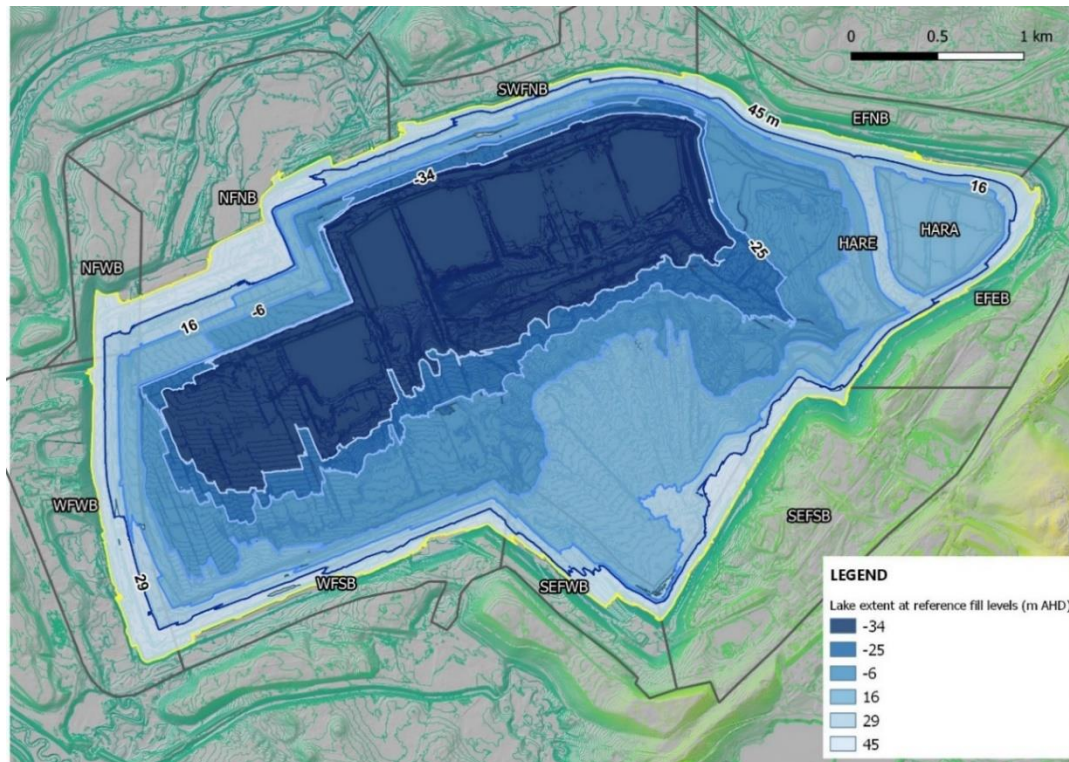 0 0.5 1 km
SWFNB
45 m
EFNB
-34
16
NFNB
HARE
HARA
-25
NFWB
-6
16
EFEB
WFWB
SEFSB
29
WFSB
SEFWB
LEGEND
Lake extent at reference fill levels (m AHD)
-34
-25
-6
16
29
45